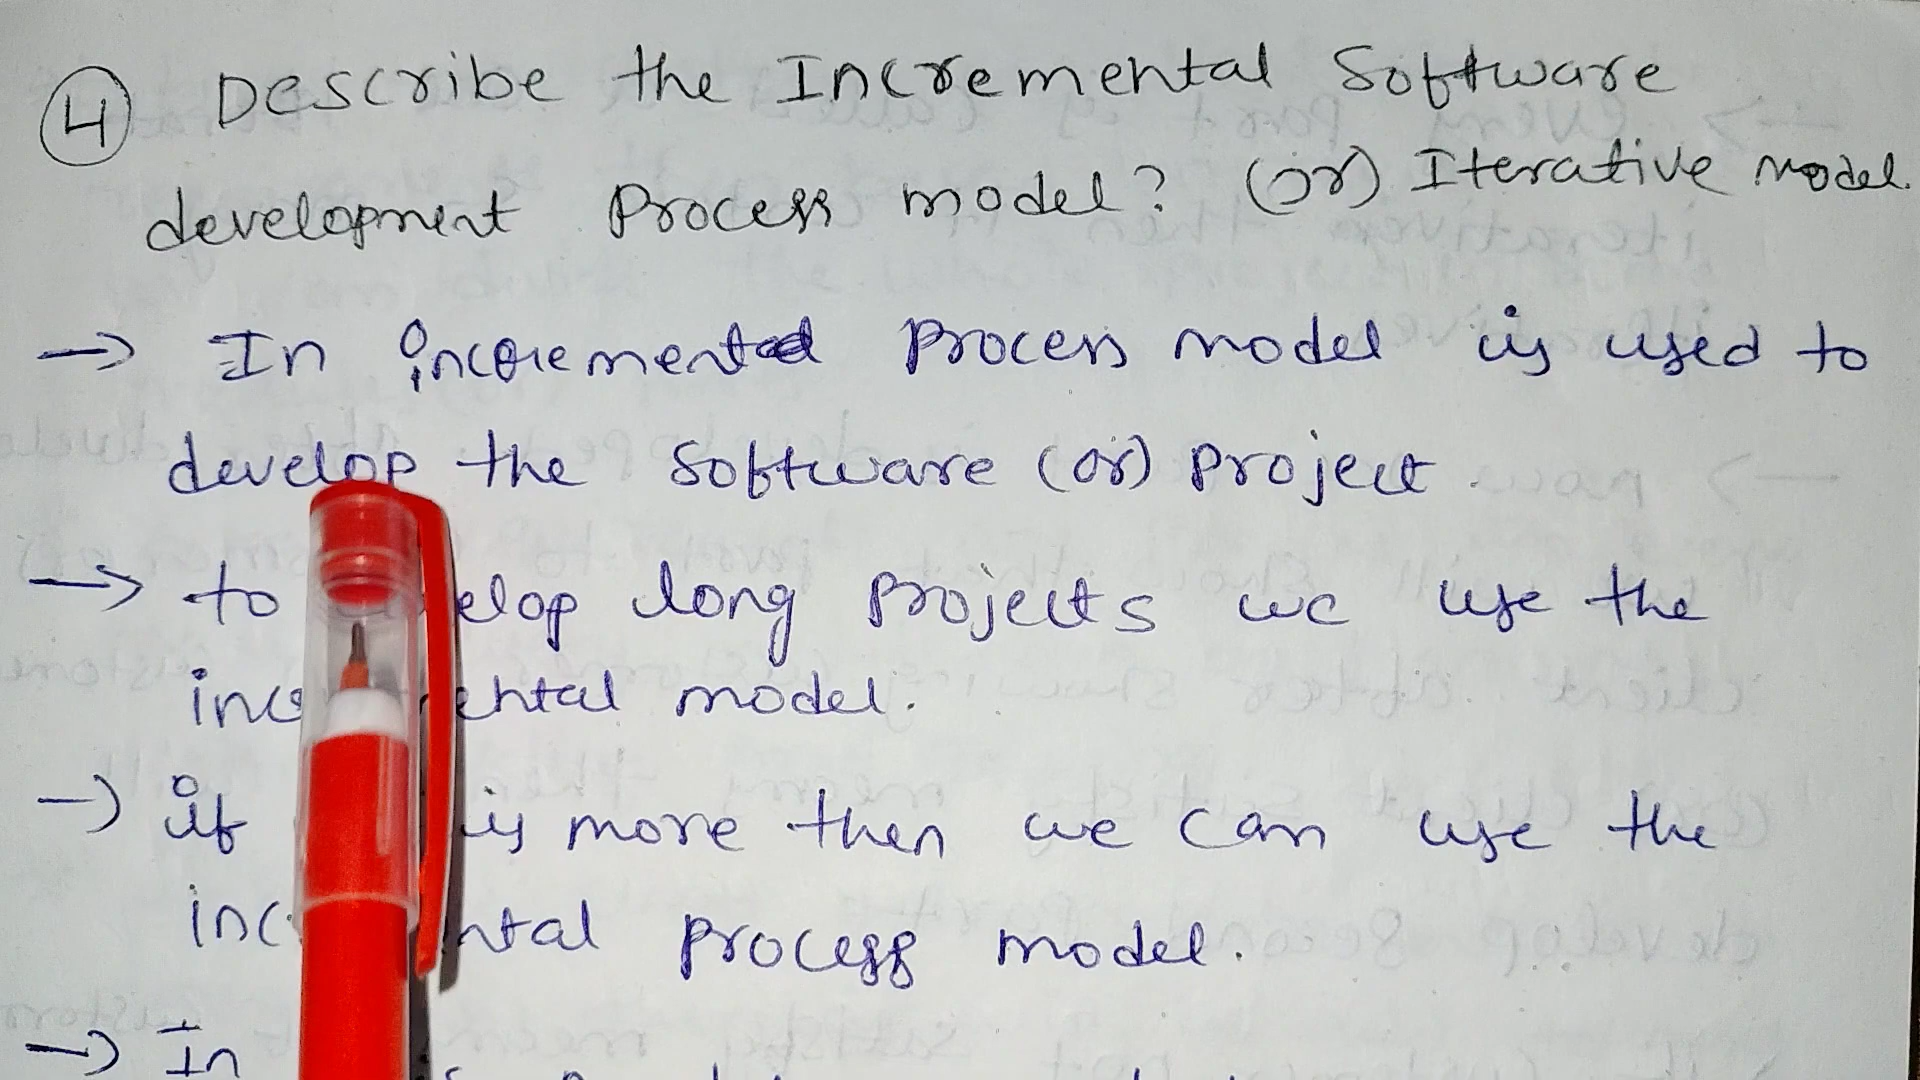 4 Describe the Incremental Software
development Process model? (or) Iterative model.
→ In incremental process model is used to
develop the Software (or) project.
→ to elop long projects we use the
inc ental model.
→ if is more then we can use the
inc ntal process model.
→ In